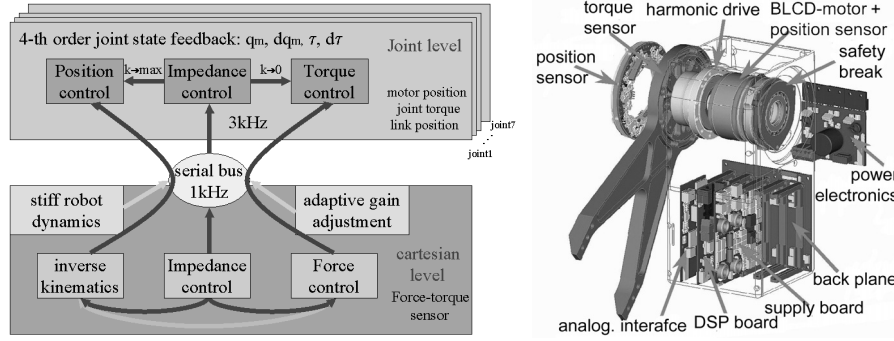 4-th order joint state feedback: qm, dqm, τ, dτ
Joint level
Position
control
k→max
Impedance
control
k→0
Torque
control
motor position
joint torque
link position
3kHz
joint7
joint1
serial bus
1kHz
stiff robot
dynamics
adaptive gain
adjustment
cartesian
level
inverse
kinematics
Impedance
control
Force
control
Force-torque
sensor
torque
sensor
harmonic drive
BLCD-motor +
position sensor
position
sensor
safety
break
power
electronics
back plane
supply board
DSP board
analog. interafce